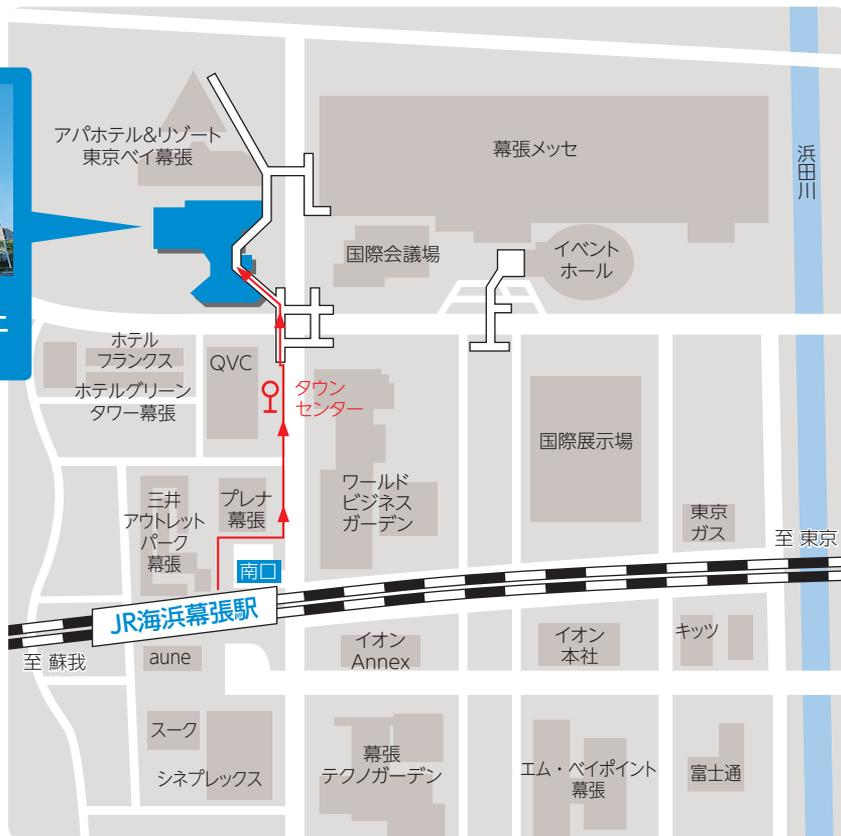 アパホテル&リゾート
東京ベイ幕張
幕張メッセ
浜田川
国際会議場
イベント
ホール
ホテル
フランクス
QVC
ホテルグリーン
タワー幕張
タウン
センター
国際展示場
ワールド
ビジネス
ガーデン
三井
アウトレット
パーク
幕張
プレナ
幕張
東京
ガス
至 東京
南口
JR海浜幕張駅
至 蘇我
aune
イオン
Annex
イオン
本社
キッツ
スーク
シネプレックス
幕張
テクノガーデン
エム・ベイポイント
幕張
富士通